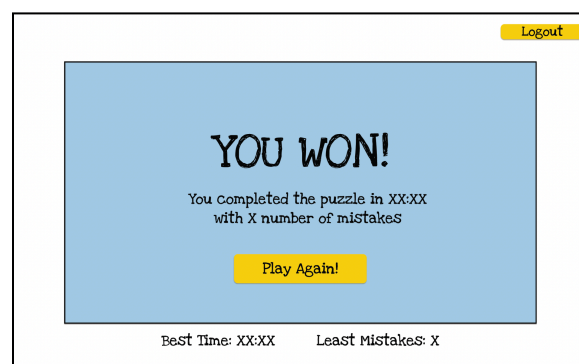 Logout
YOU WON!
You completed the puzzle in XX:XX
with X number of mistakes
Play Again!
Best Time: XX:XX Least Mistakes: X